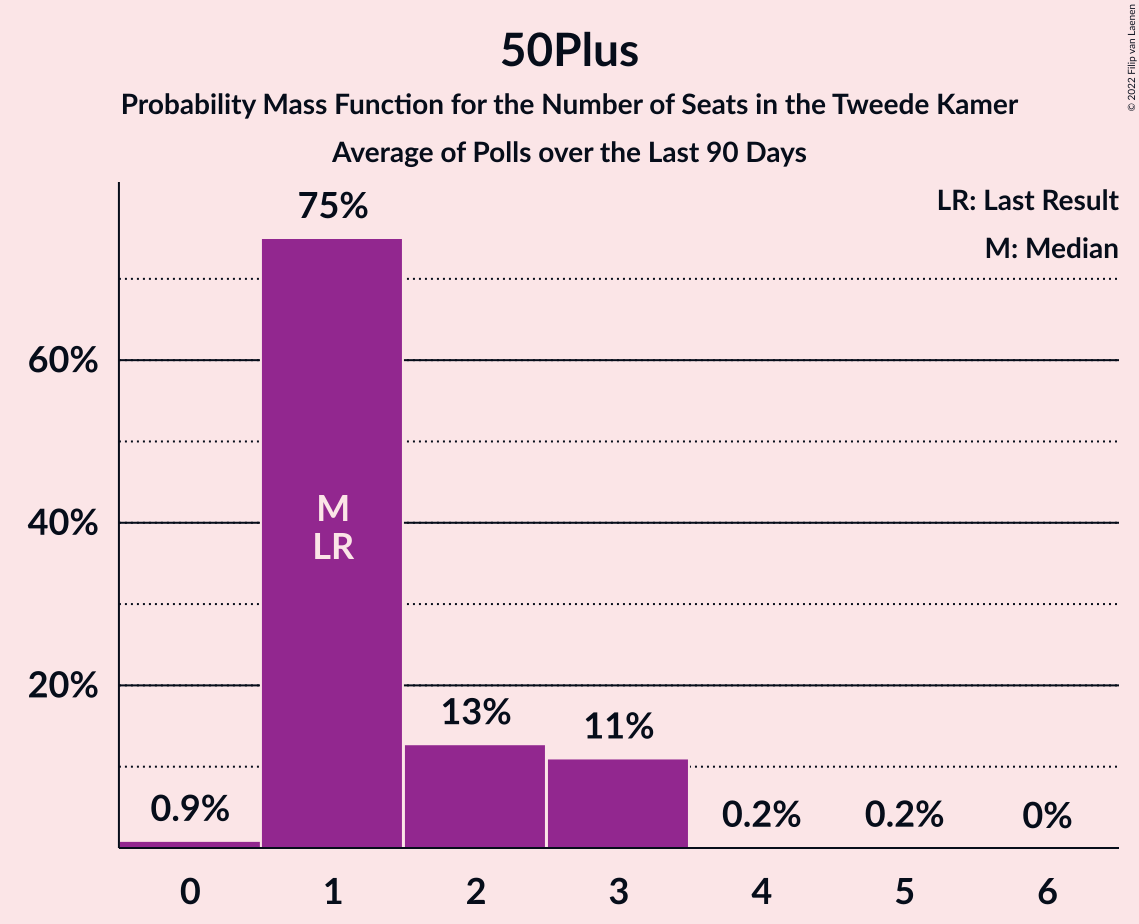 50Plus
Probability Mass Function for the Number of Seats in the Tweede Kamer
Average of Polls over the Last 90 Days
© 2022 Filip van Laenen
LR: Last Result
M: Median
75%
60%
40%
20%
M
LR
0.9%
13%
11%
0.2%
0.2%
0%
0 1 2 3 4 5 6